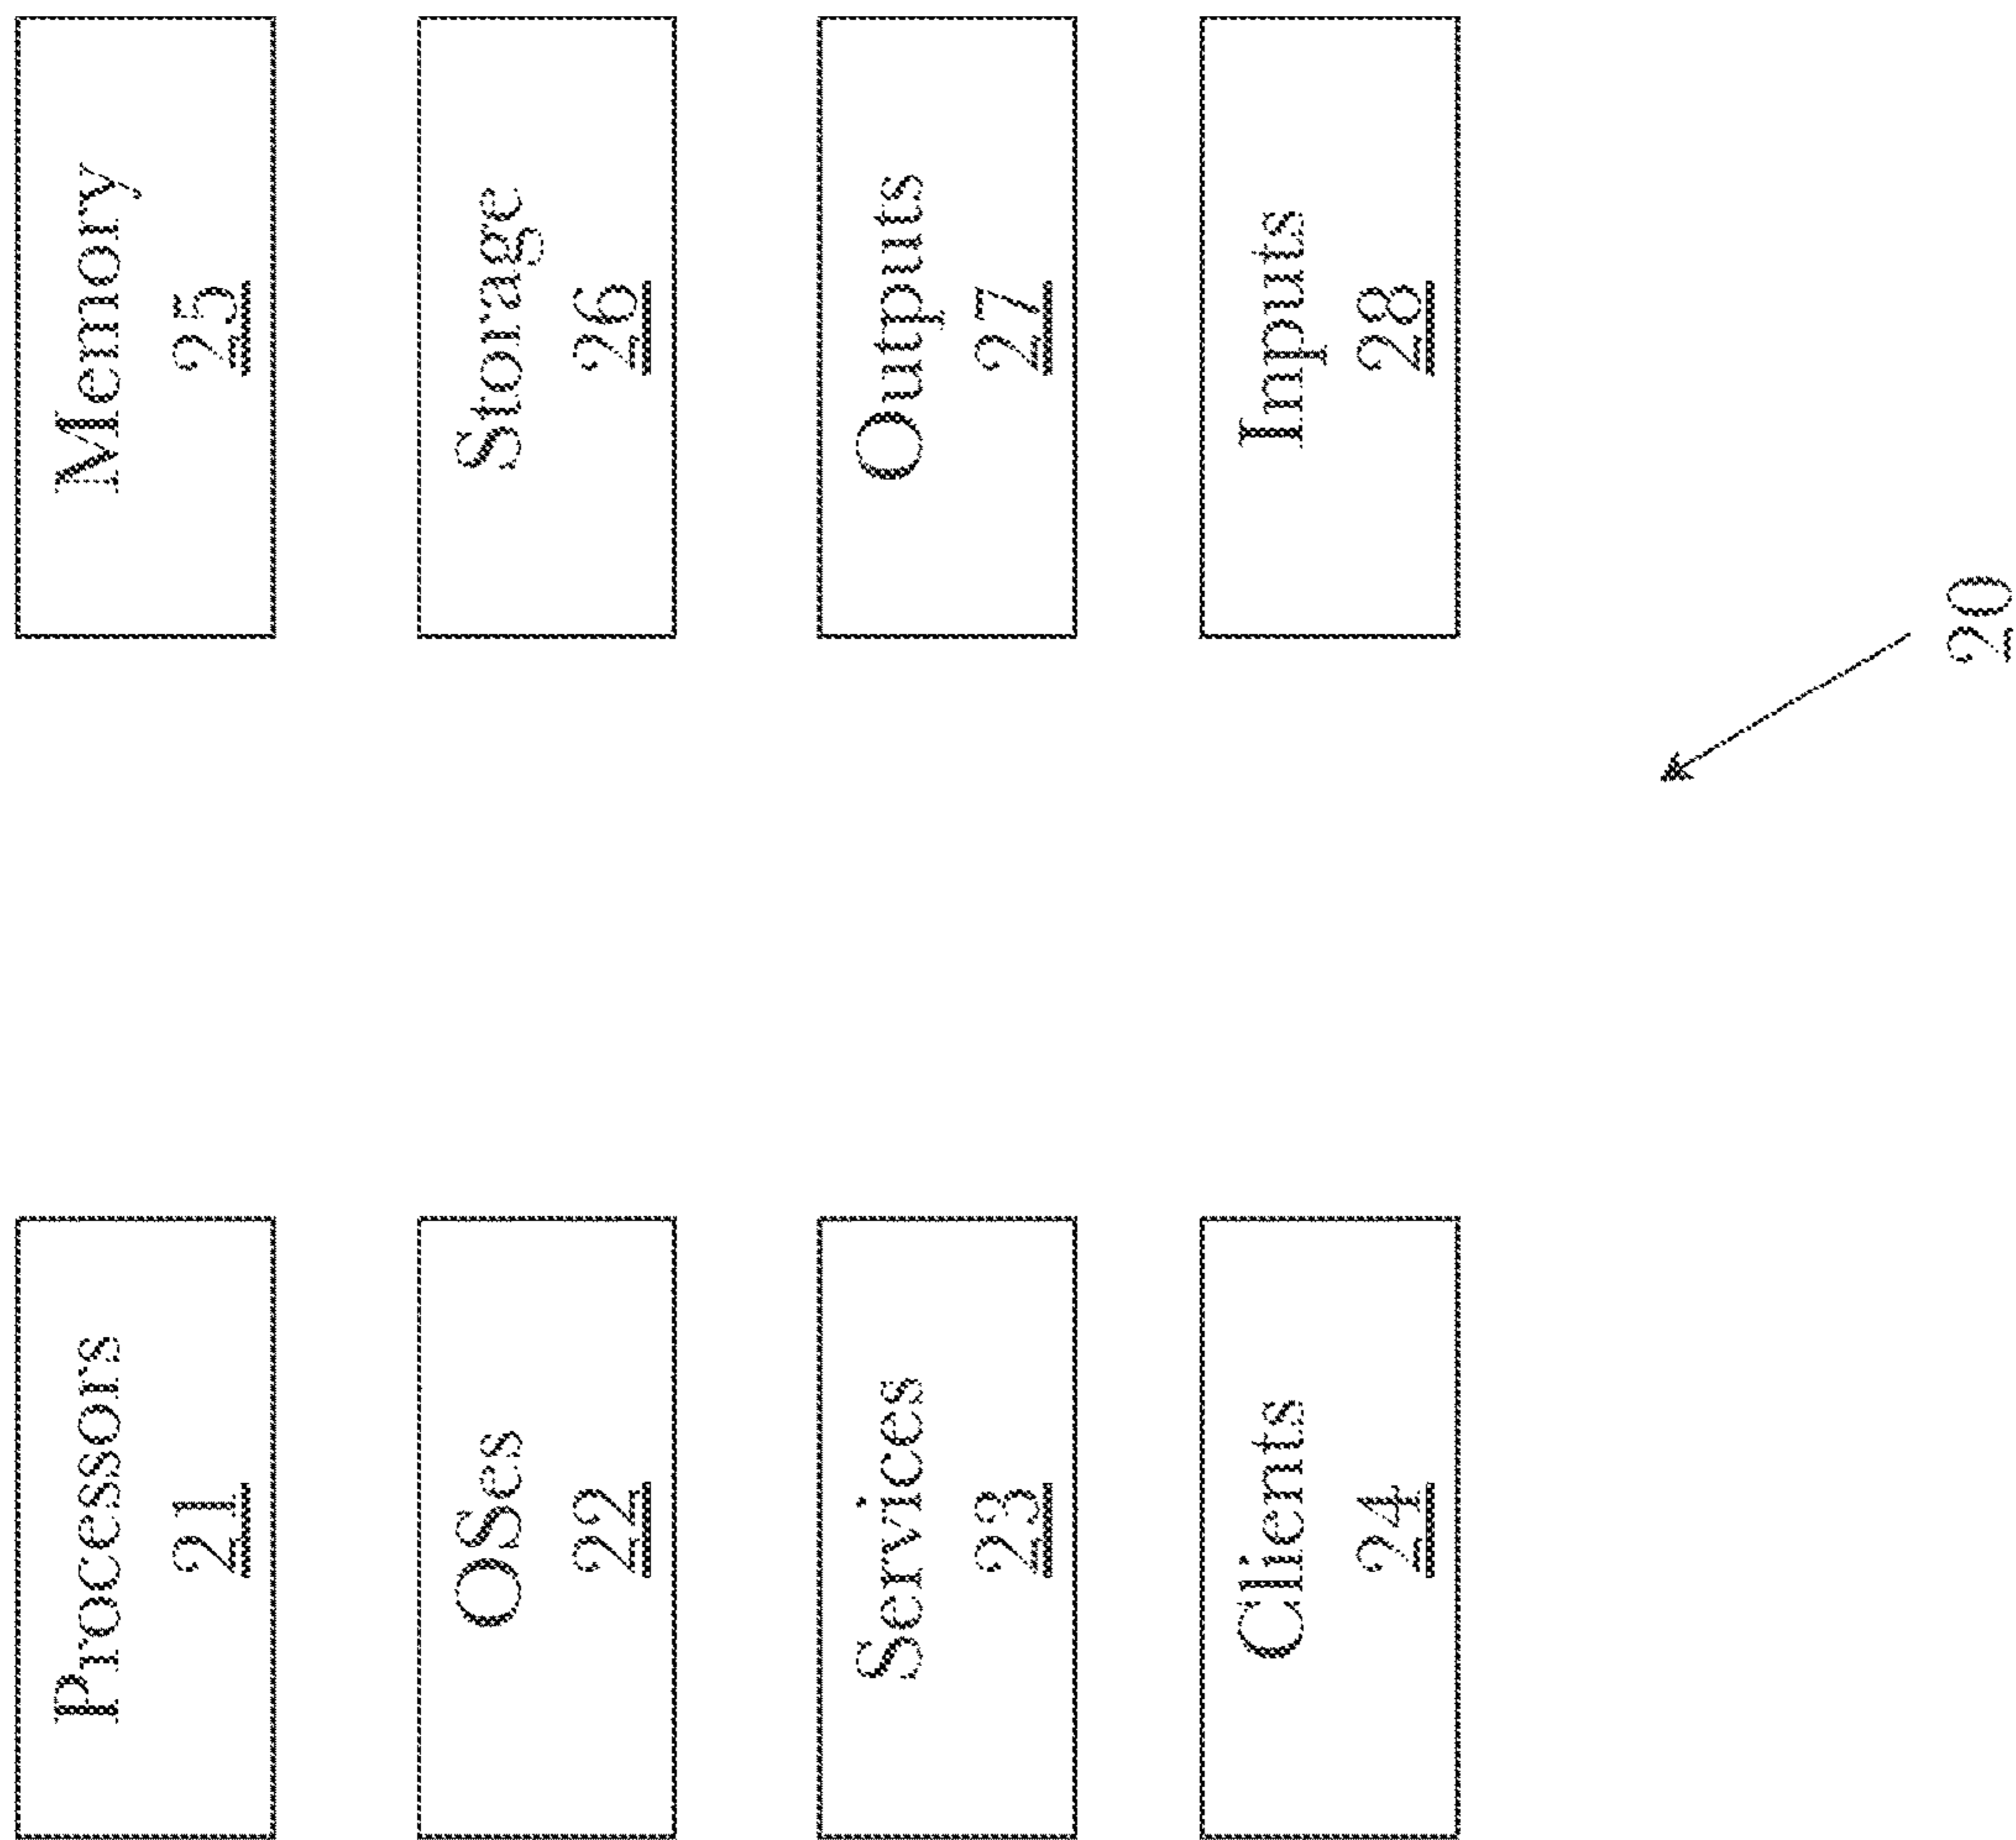 Processors
21
Memory
25
OSes
22
Storage
26
Services
23
Outputs
27
Clients
24
Inputs
28
20